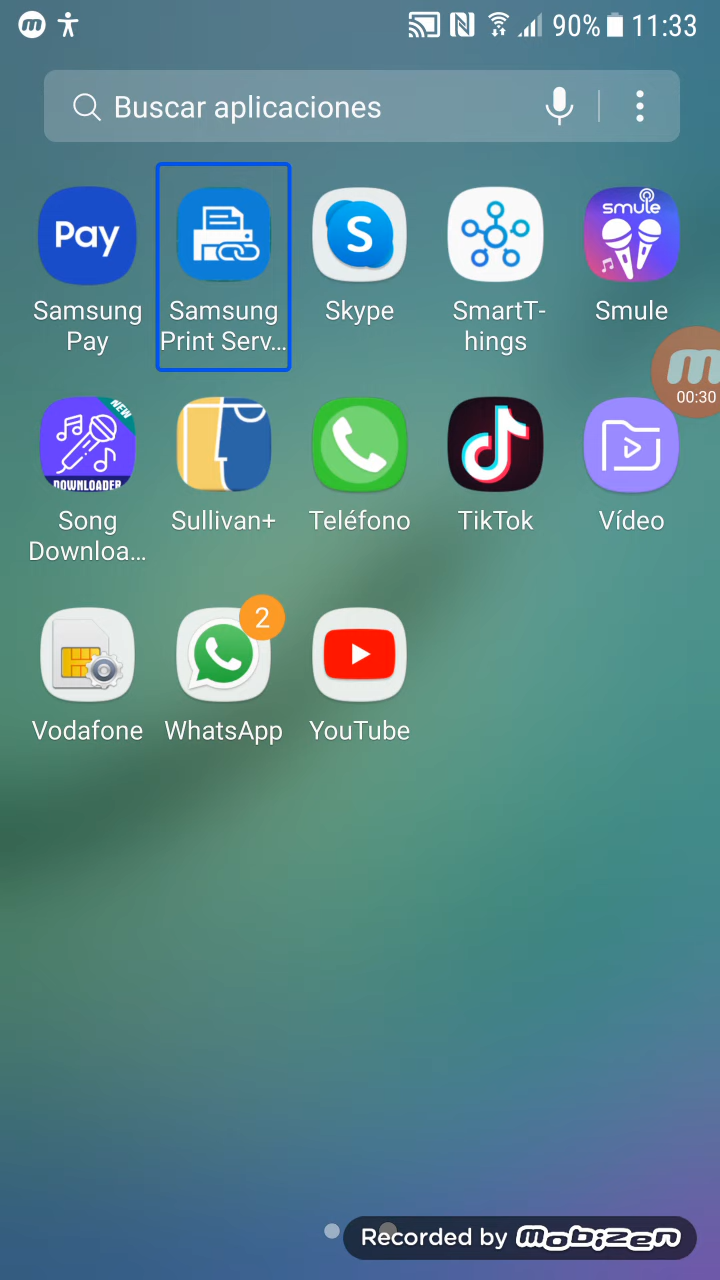 90% 11:33
Buscar aplicaciones
Pay
S
smule
Samsung
Pay
Samsung
Print Serv...
Skype
SmartT-
hings
Smule
m
00:30
NEW
DOWNLOADER
Song
Downloa...
Sullivan+
Teléfono
TikTok
Vídeo
2
Vodafone
WhatsApp
YouTube
Recorded by mobizen